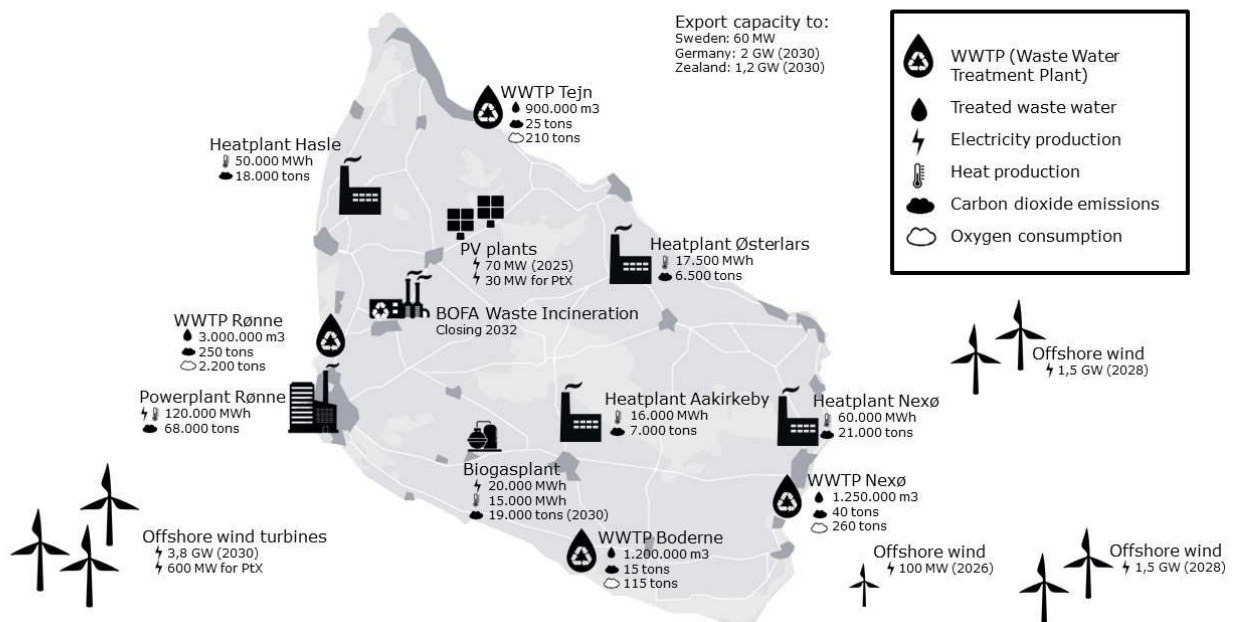 Export capacity to:
Sweden: 60 MW
Germany: 2 GW (2030)
Zealand: 1,2 GW (2030)
WWTP (Waste Water
Treatment Plant)
Treated waste water
Electricity production
Heat production
Carbon dioxide emissions
Oxygen consumption
WWTP Tejn
900.000 m3
25 tons
210 tons
Heatplant Hasle
50.000 MWh
18.000 tons
PV plants
70 MW (2025)
30 MW for PtX
Heatplant Østerlars
17.500 MWh
6.500 tons
BOFA Waste Incineration
Closing 2032
WWTP Rønne
3.000.000 m3
250 tons
2.200 tons
Offshore wind
1,5 GW (2028)
Powerplant Rønne
120.000 MWh
68.000 tons
Heatplant Aakirkeby
16.000 MWh
7.000 tons
Heatplant Nexø
60.000 MWh
21.000 tons
Biogasplant
20.000 MWh
15.000 MWh
19.000 tons (2030)
WWTP Nexø
1.250.000 m3
40 tons
260 tons
Offshore wind turbines
3,8 GW (2030)
600 MW for PtX
WWTP Boderne
1.200.000 m3
15 tons
115 tons
Offshore wind
100 MW (2026)
Offshore wind
1,5 GW (2028)